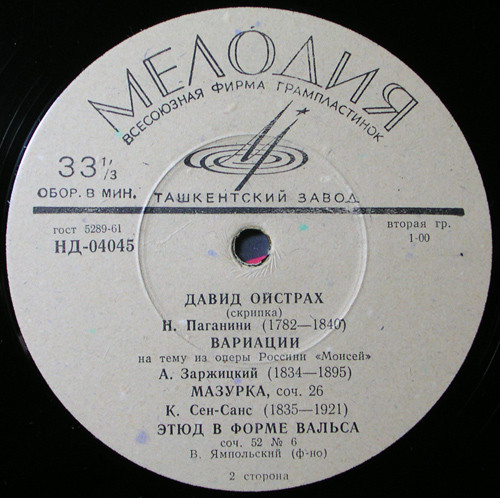 МЕЛОДИЯ
ВСЕСОЮЗНАЯ ФИРМА ГРАМПЛАСТИНОК
33 1/3
ОБОР. В МИН.
ТАШКЕНТСКИЙ ЗАВОД
гост 5289-61
НД-04045
вторая гр.
1-00
ДАВИД ОЙСТРАХ
(скрипка)
Н. Паганини (1782—1840)
ВАРИАЦИИ
на тему из оперы Россини «Моисей»
А. Заржицкий (1834—1895)
МАЗУРКА, соч. 26
К. Сен-Санс (1835—1921)
ЭТЮД В ФОРМЕ ВАЛЬСА
соч. 52 № 6
В. Ямпольский (ф-но)
2 сторона